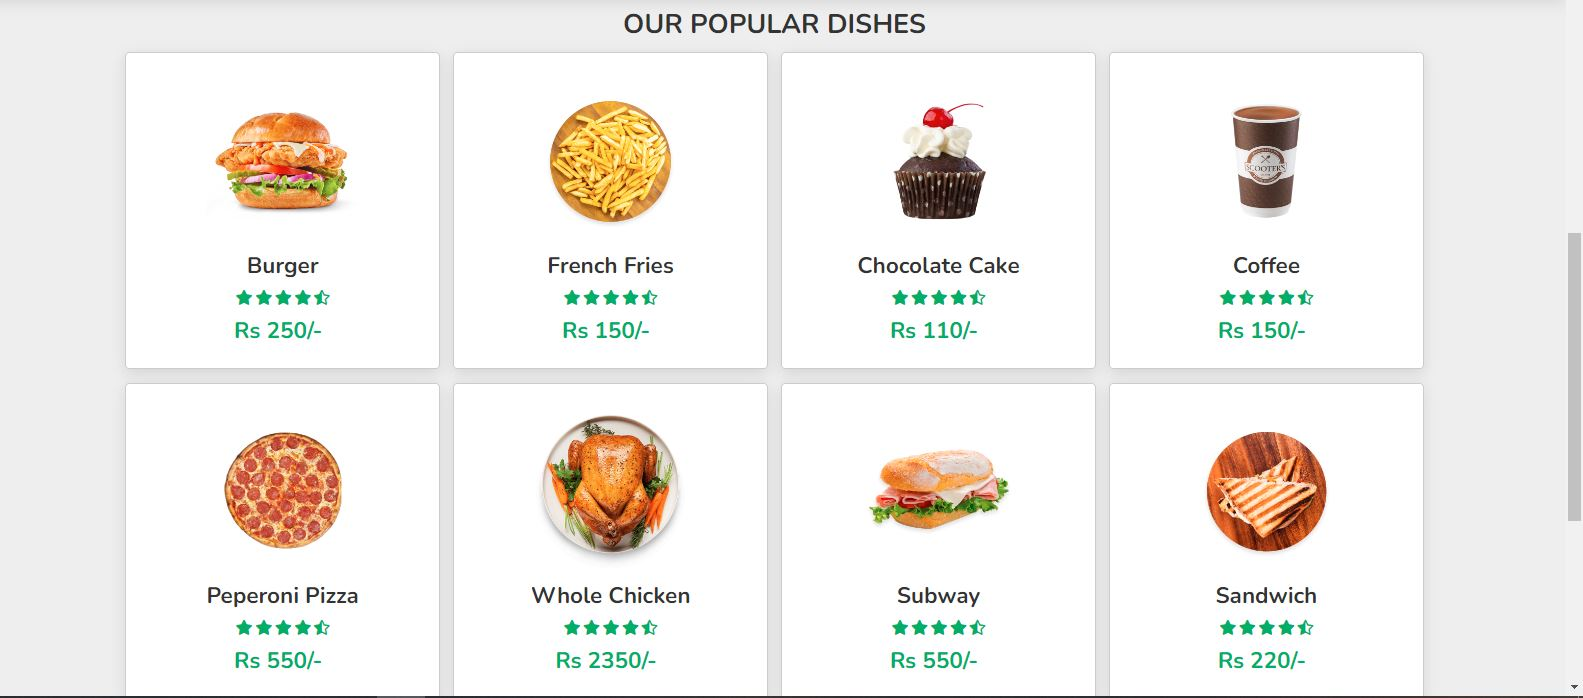 OUR POPULAR DISHES
SCOOTER'S
Burger
French Fries
Chocolate Cake
Coffee
Rs 250/-
Rs 150/-
Rs 110/-
Rs 150/-
Peperoni Pizza
Whole Chicken
Subway
Sandwich
Rs 550/-
Rs 2350/-
Rs 550/-
Rs 220/-